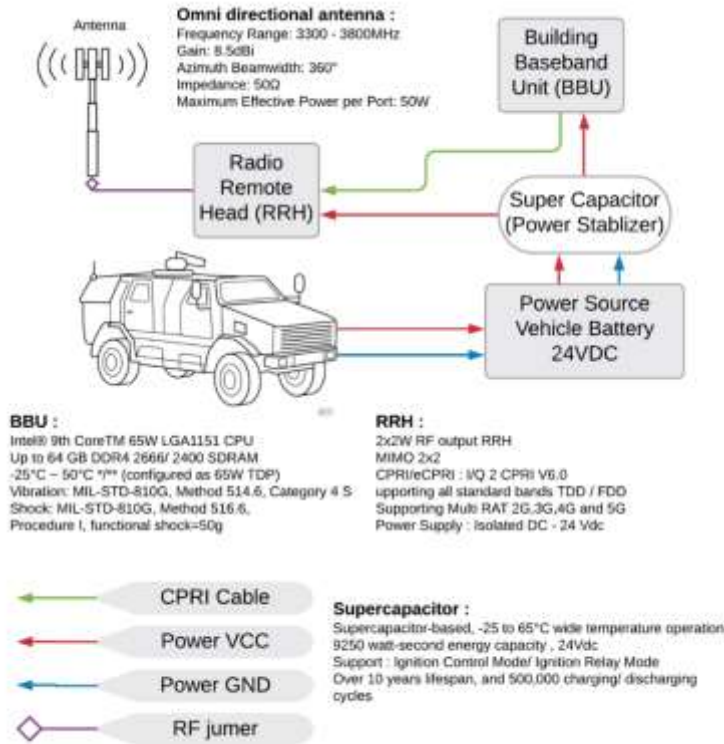 Antenna
Omni directional antenna :
Frequency Range: 3300 - 3800MHz
Gain: 8.5dBi
Azimuth Beamwidth: 360°
Impedance: 50Ω
Maximum Effective Power per Port: 50W
Building
Baseband
Unit (BBU)
Radio
Remote
Head (RRH)
Super Capacitor
(Power Stablizer)
Power Source
Vehicle Battery
24VDC
BBU :
Intel® 9th CoreTM 65W LGA1151 CPU
Up to 64 GB DDR4 2666/ 2400 SDRAM
-25°C ~ 50°C */** (configured as 65W TDP)
Vibration: MIL-STD-810G, Method 514.6, Category 4 S
Shock: MIL-STD-810G, Method 516.6,
Procedure I, functional shock=50g
RRH :
2x2W RF output RRH
MIMO 2x2
CPRI/eCPRI : I/Q 2 CPRI V6.0
upporting all standard bands TDD / FDD
Supporting Multi RAT 2G,3G,4G and 5G
Power Supply : Isolated DC - 24 Vdc
CPRI Cable
Power VCC
Power GND
RF jumer
Supercapacitor :
Supercapacitor-based, -25 to 65°C wide temperature operation
9250 watt-second energy capacity , 24Vdc
Support : Ignition Control Mode/ Ignition Relay Mode
Over 10 years lifespan, and 500,000 charging/ discharging
cycles